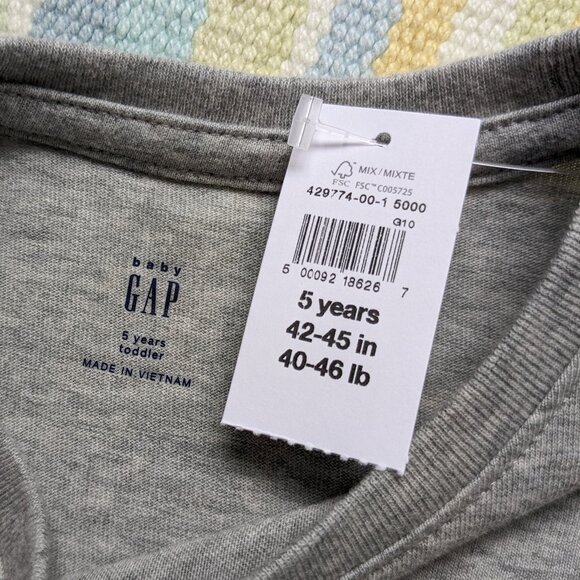 MIX / MIXTE
FSC FSC™ C005725
429774-00-1 5000
G10
5 00092 18626 7
5 years
42-45 in
40-46 lb
baby
GAP
5 years
toddler
MADE IN VIETNAM